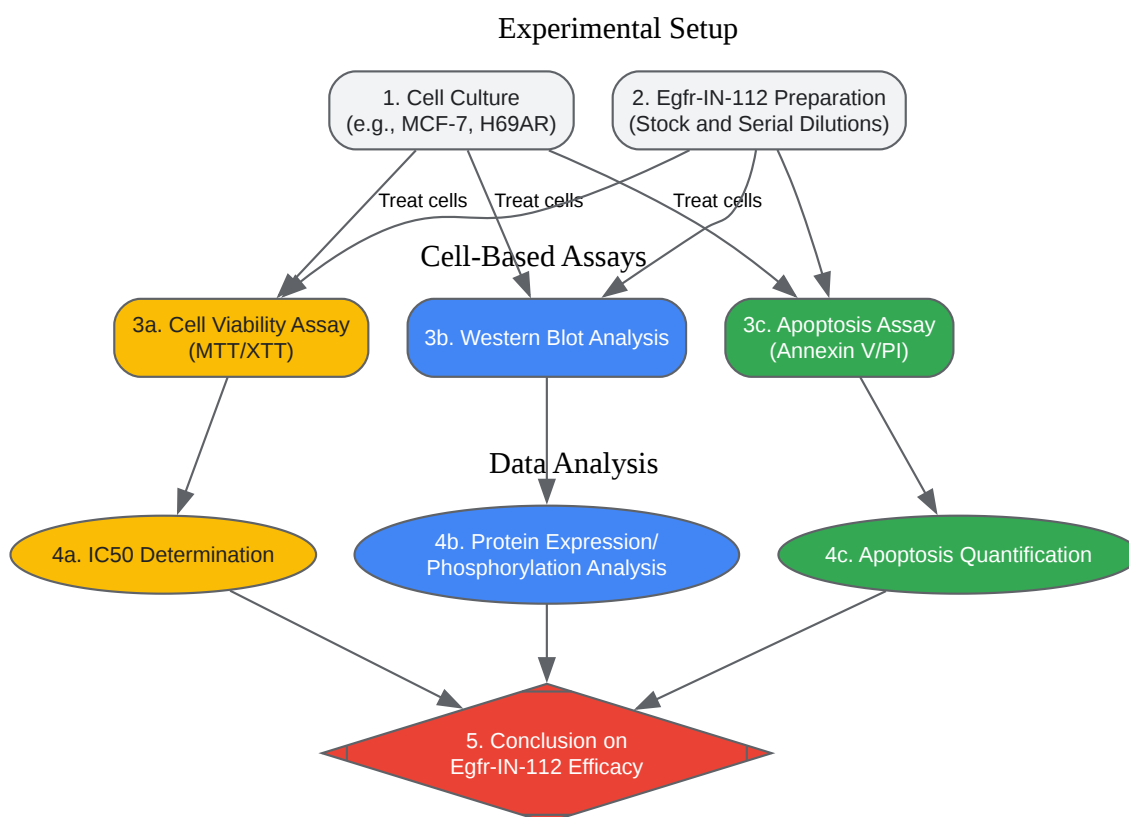 Experimental Setup
1. Cell Culture
(e.g., MCF-7, H69AR)
2. Egfr-IN-112 Preparation
(Stock and Serial Dilutions)
Treat cells
Treat cells
Treat cells
Cell-Based Assays
3a. Cell Viability Assay
(MTT/XTT)
3b. Western Blot Analysis
3c. Apoptosis Assay
(Annexin V/PI)
Data Analysis
4a. IC50 Determination
4b. Protein Expression/
Phosphorylation Analysis
4c. Apoptosis Quantification
5. Conclusion on
Egfr-IN-112 Efficacy